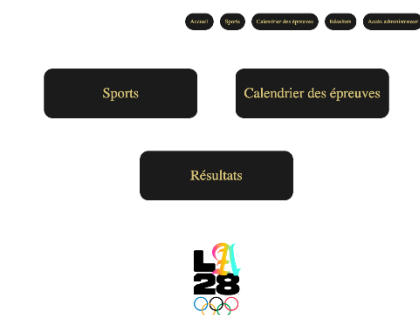 Accueil Sports Calendrier des épreuves Résultats Accès administrateur
Sports Calendrier des épreuves
Résultats
LA
28